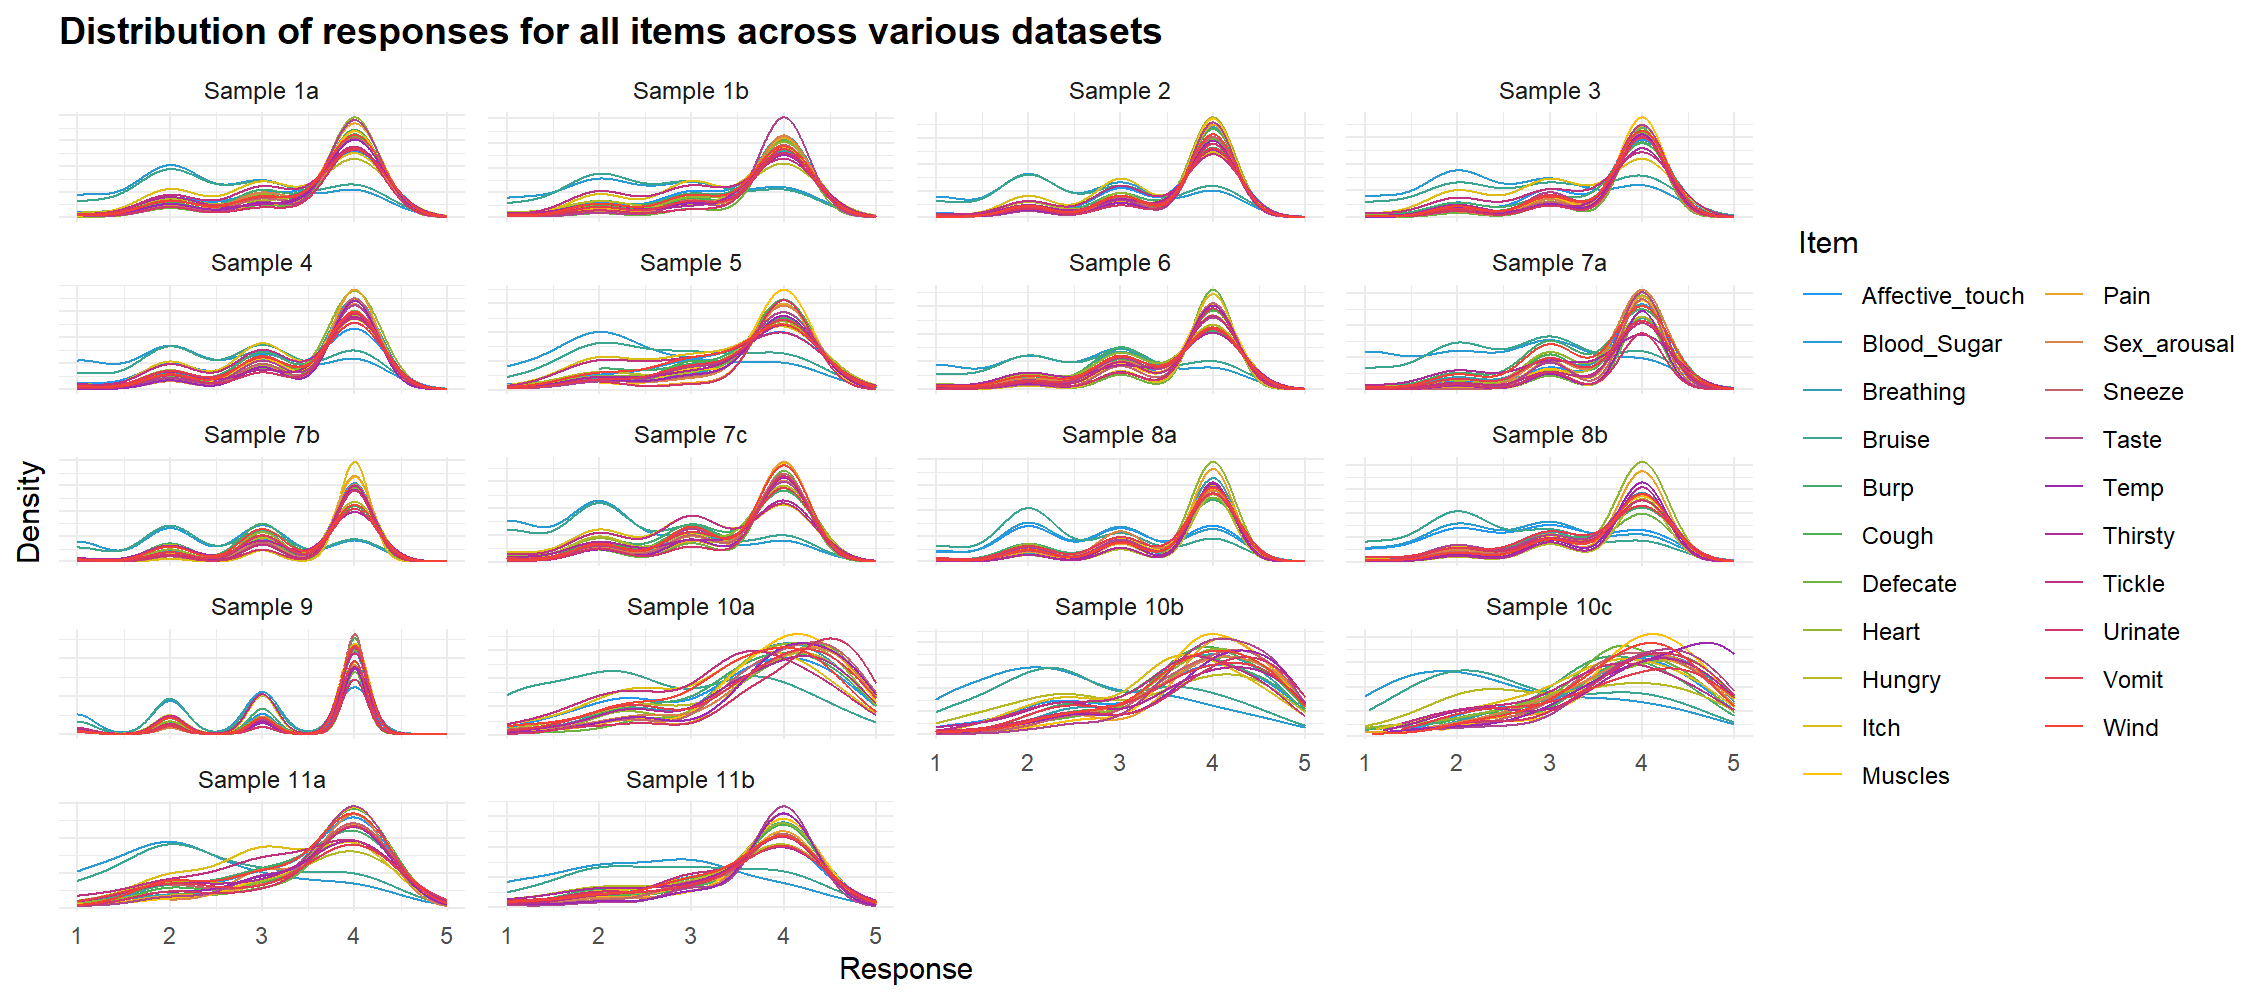 Distribution of responses for all items across various datasets
Sample 1a Sample 1b Sample 2 Sample 3
Sample 4 Sample 5 Sample 6 Sample 7a
Sample 7b Sample 7c Sample 8a Sample 8b
Sample 9 Sample 10a Sample 10b Sample 10c
1 2 3 4 5 1 2 3 4 5
Sample 11a Sample 11b
1 2 3 4 5 1 2 3 4 5
Response
Density
Item
Affective_touch Pain
Blood_Sugar Sex_arousal
Breathing Sneeze
Bruise Taste
Burp Temp
Cough Thirsty
Defecate Tickle
Heart Urinate
Hungry Vomit
Itch Wind
Muscles